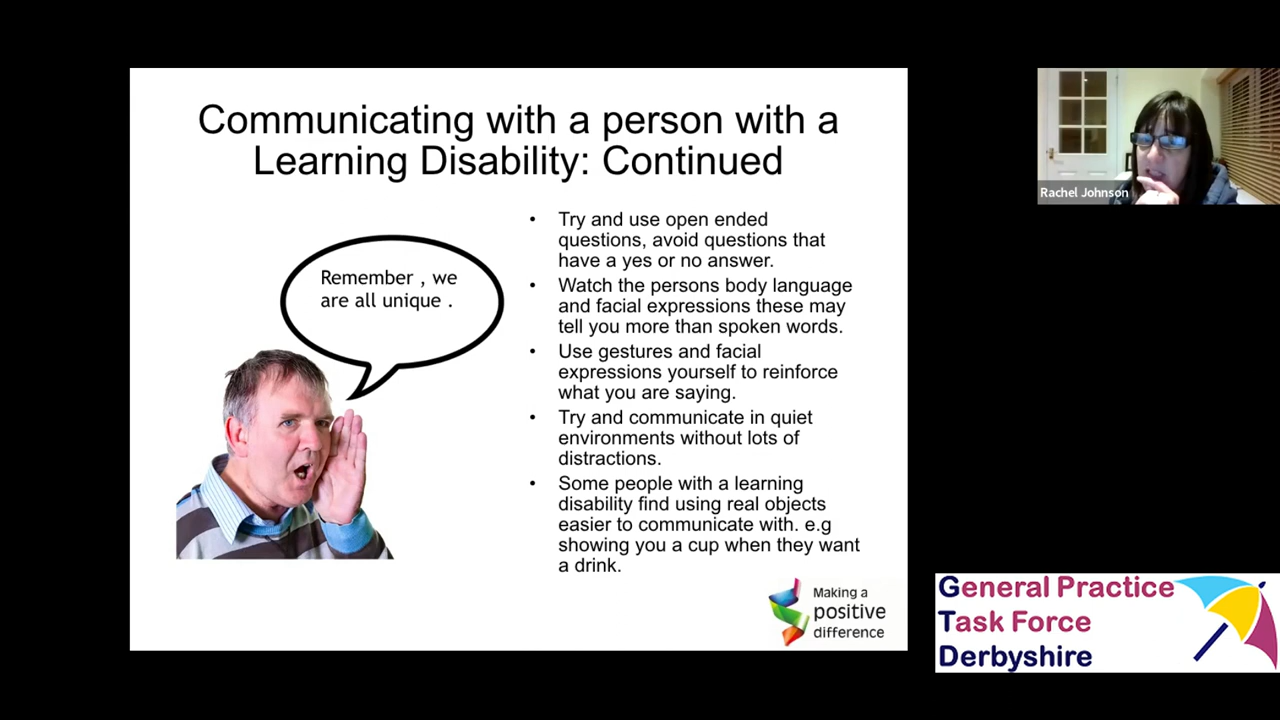 Communicating with a person with a
Learning Disability: Continued
Remember , we
are all unique .
• Try and use open ended
questions, avoid questions that
have a yes or no answer.
• Watch the persons body language
and facial expressions these may
tell you more than spoken words.
• Use gestures and facial
expressions yourself to reinforce
what you are saying.
• Try and communicate in quiet
environments without lots of
distractions.
• Some people with a learning
disability find using real objects
easier to communicate with. e.g
showing you a cup when they want
a drink.
Making a
positive
difference
Rachel Johnson
General Practice
Task Force
Derbyshire